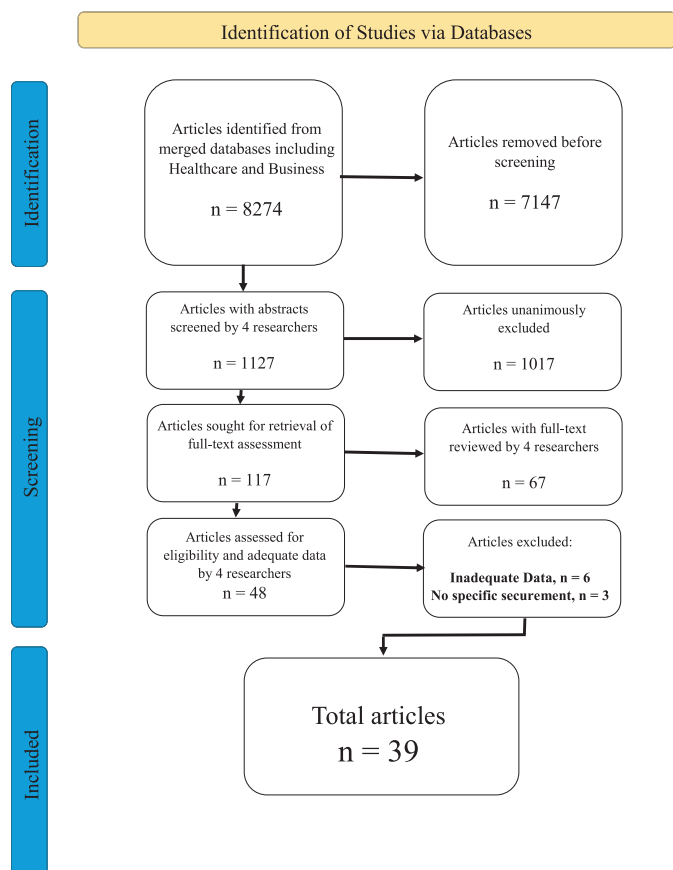 Identification of Studies via Databases
Identification
Articles identified from
merged databases including
Healthcare and Business
n = 8274
Articles removed before
screening
n = 7147
Screening
Articles with abstracts
screened by 4 researchers
n = 1127
Articles unanimously
excluded
n = 1017
Articles sought for retrieval of
full-text assessment
n = 117
Articles with full-text
reviewed by 4 researchers
n = 67
Articles assessed for
eligibility and adequate data
by 4 researchers
n = 48
Articles excluded:
Inadequate Data, n = 6
No specific securement, n = 3
Included
Total articles
n = 39